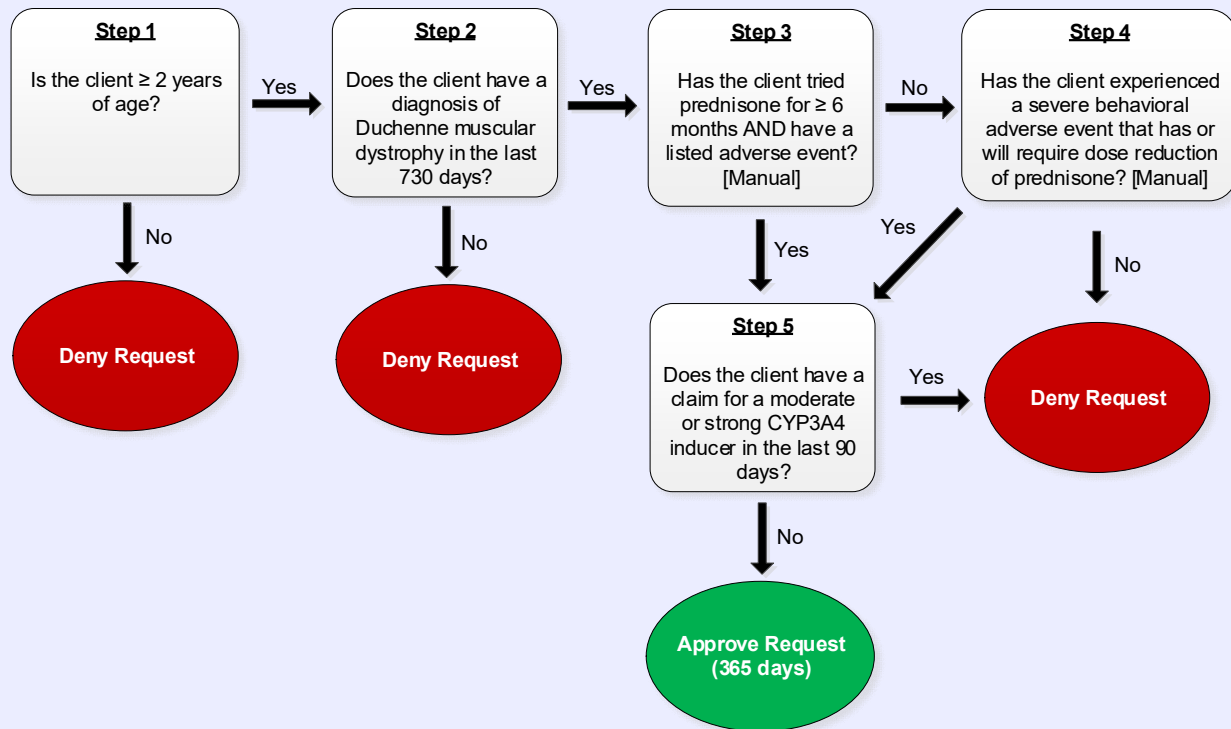 Step 1
Is the client ≥ 2 years
of age?
Yes
No
Deny Request
Step 2
Does the client have a
diagnosis of
Duchenne muscular
dystrophy in the last
730 days?
Yes
No
Deny Request
Step 3
Has the client tried
prednisone for ≥ 6
months AND have a
listed adverse event?
[Manual]
No
Yes
Step 4
Has the client experienced
a severe behavioral
adverse event that has or
will require dose reduction
of prednisone? [Manual]
Yes
No
Step 5
Does the client have a
claim for a moderate
or strong CYP3A4
inducer in the last 90
days?
Yes
Deny Request
No
Approve Request
(365 days)